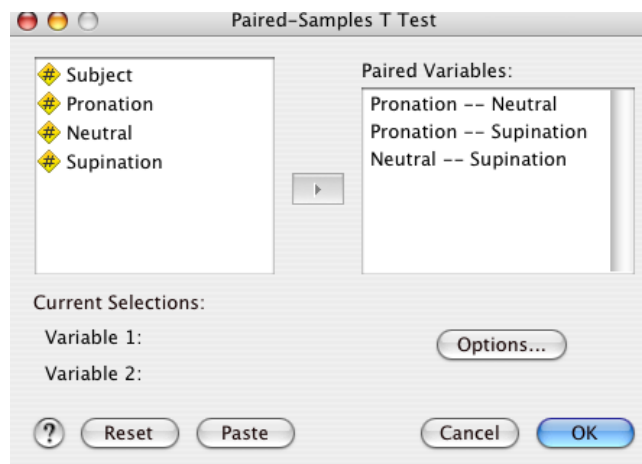 Paired-Samples T Test
Subject
Pronation
Neutral
Supination
Paired Variables:
Pronation -- Neutral
Pronation -- Supination
Neutral -- Supination
Current Selections:
Variable 1:
Variable 2:
Options...
? Reset Paste Cancel OK